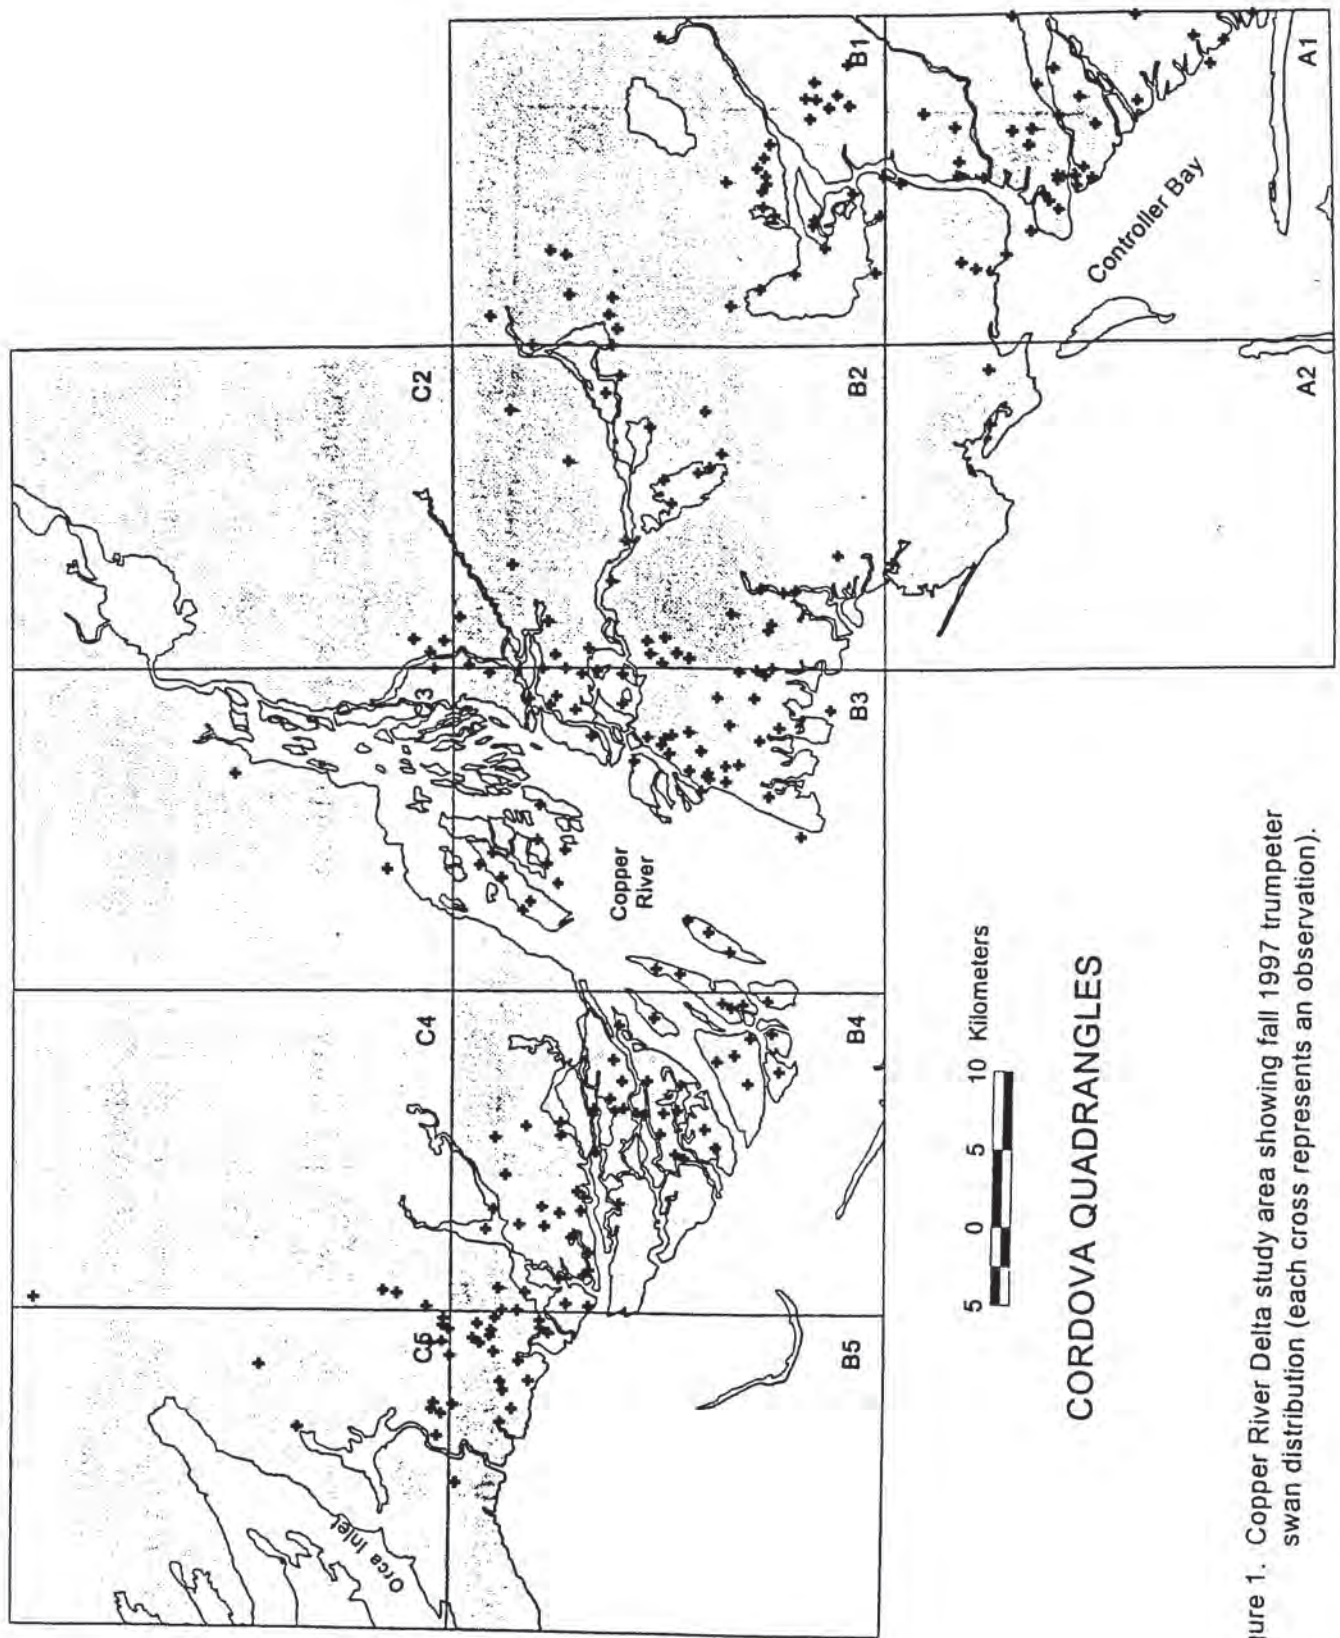 Orca Inlet
C5
C4
C3
C2
Copper
River
B5
B4
B3
B2
B1
Controller Bay
A2
A1
5 0 5 10 Kilometers
CORDOVA QUADRANGLES
gure 1. Copper River Delta study area showing fall 1997 trumpeter
swan distribution (each cross represents an observation).